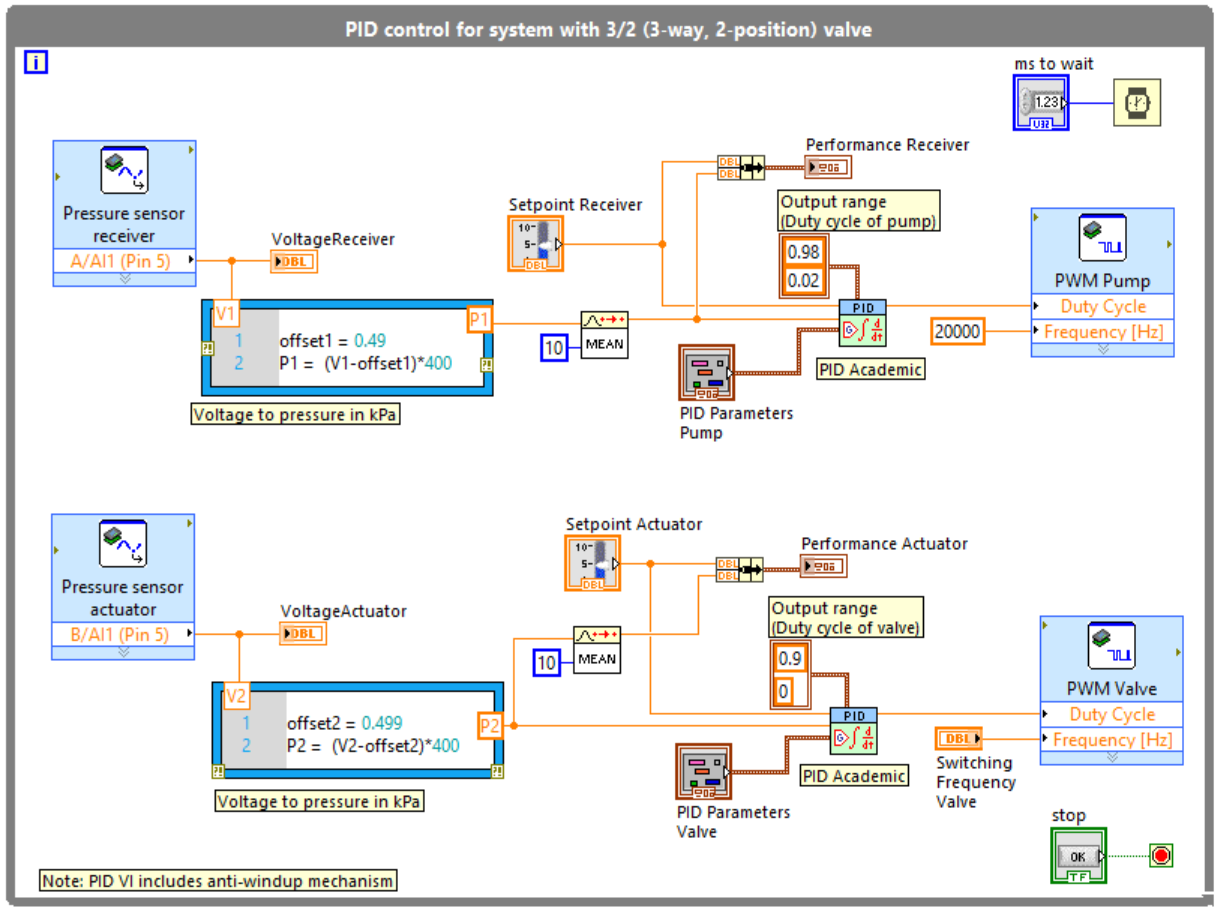 PID control for system with 3/2 (3-way, 2-position) valve
i
ms to wait
1.23
U32
Pressure sensor
receiver
A/AI1 (Pin 5)
VoltageReceiver
DBL
V1
1 offset1 = 0.49
2 P1 = (V1-offset1)*400
P1
Voltage to pressure in kPa
Setpoint Receiver
10-
5-
DBL
10
MEAN
DBL
DBL
Performance Receiver
Output range
(Duty cycle of pump)
0.98
0.02
PID
PID Academic
PID Parameters
Pump
PWM Pump
Duty Cycle
20000
Frequency [Hz]
Pressure sensor
actuator
B/AI1 (Pin 5)
VoltageActuator
DBL
V2
1 offset2 = 0.499
2 P2 = (V2-offset2)*400
P2
Voltage to pressure in kPa
Setpoint Actuator
10-
5-
DBL
10
MEAN
DBL
DBL
Performance Actuator
Output range
(Duty cycle of valve)
0.9
0
PID
PID Academic
PID Parameters
Valve
PWM Valve
Duty Cycle
Frequency [Hz]
DBL
Switching
Frequency
Valve
stop
OK
TF
Note: PID VI includes anti-windup mechanism